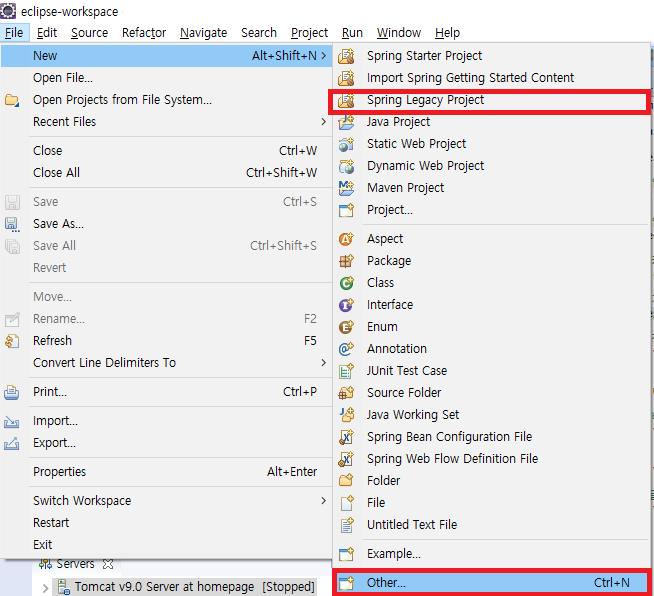 eclipse-workspace
File Edit Source Refactor Navigate Search Project Run Window Help
New Alt+Shift+N
Open File...
Open Projects from File System...
Recent Files
Close Ctrl+W
Close All Ctrl+Shift+W
Save Ctrl+S
Save As...
Save All Ctrl+Shift+S
Revert
Move...
Rename... F2
Refresh F5
Convert Line Delimiters To
Print... Ctrl+P
Import...
Export...
Properties Alt+Enter
Switch Workspace
Restart
Exit
Spring Starter Project
Import Spring Getting Started Content
Spring Legacy Project
Java Project
Static Web Project
Dynamic Web Project
Maven Project
Project...
Aspect
Package
Class
Interface
Enum
Annotation
JUnit Test Case
Source Folder
Java Working Set
Spring Bean Configuration File
Spring Web Flow Definition File
Folder
File
Untitled Text File
Example...
Other... Ctrl+N
Servers
Tomcat v9.0 Server at homepage [Stopped]